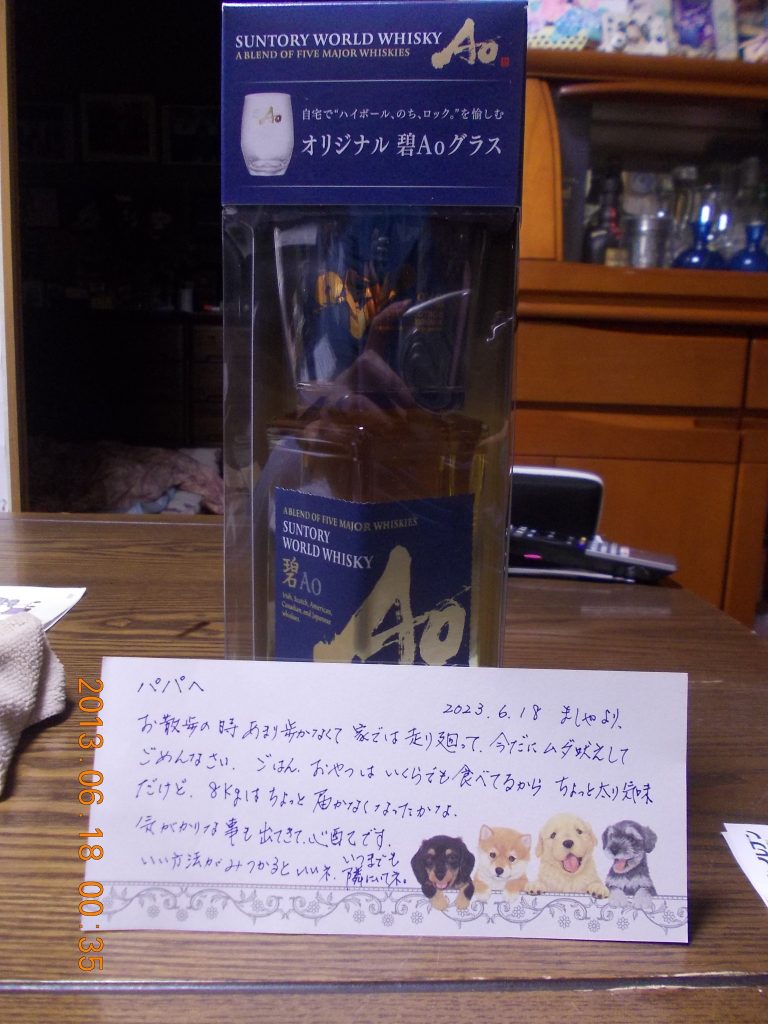 SUNTORY WORLD WHISKY
A BLEND OF FIVE MAJOR WHISKIES
Ao
Ao
自宅で"ハイボール、のち、ロック。"を愉しむ
オリジナル 碧Aoグラス
A BLEND OF FIVE MAJOR WHISKIES
SUNTORY
WORLD WHISKY
碧Ao
Irish, Scotch, American,
Canadian, and Japanese
whiskies
Ao
パパへ
2023.6.18 ましゃより、
お散歩の時 あまり歩かなくて 家では走り廻って、今だにムダ吠えして
ごめんなさい。ごはん、おやつは いくらでも食べてるから ちょっと太り気味
だけど、8Kgはちょっと届かなくなったかな。
気がかりな事も出てきて、心配です。
いい方法がみつかるといいネ、いつまでも
隣にいてネ。
2013.06.18 00:35